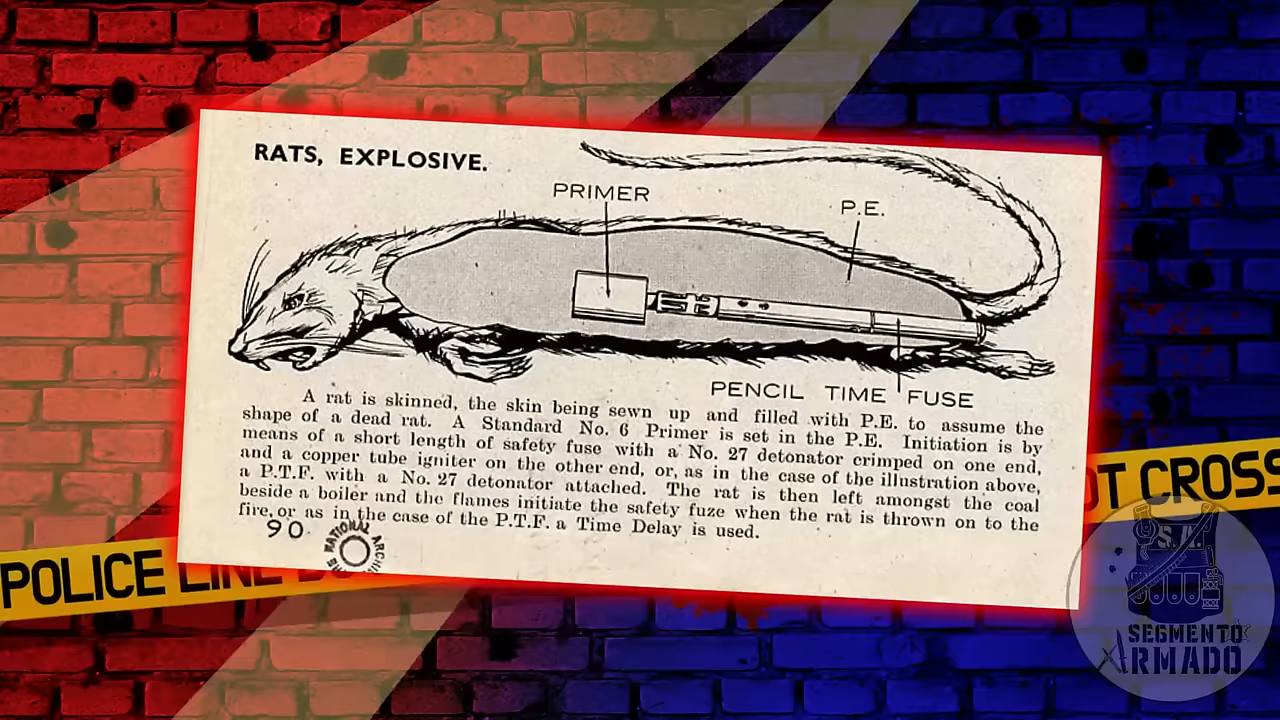 RATS, EXPLOSIVE.
PRIMER
P.E.
PENCIL TIME FUSE
A rat is skinned, the skin being sewn up and filled with P.E. to assume the
shape of a dead rat. A Standard No. 6 Primer is set in the P.E. Initiation is by
means of a short length of safety fuse with a No. 27 detonator crimped on one end,
and a copper tube igniter on the other end, or, as in the case of the illustration above,
a P.T.F. with a No. 27 detonator attached. The rat is then left amongst the coal
beside a boiler and the flames initiate the safety fuze when the rat is thrown on to the
fire, or as in the case of the P.T.F. a Time Delay is used.
90
POLICE LINE
OT CROSS
S.A.
SEGMENTO
ARMADO